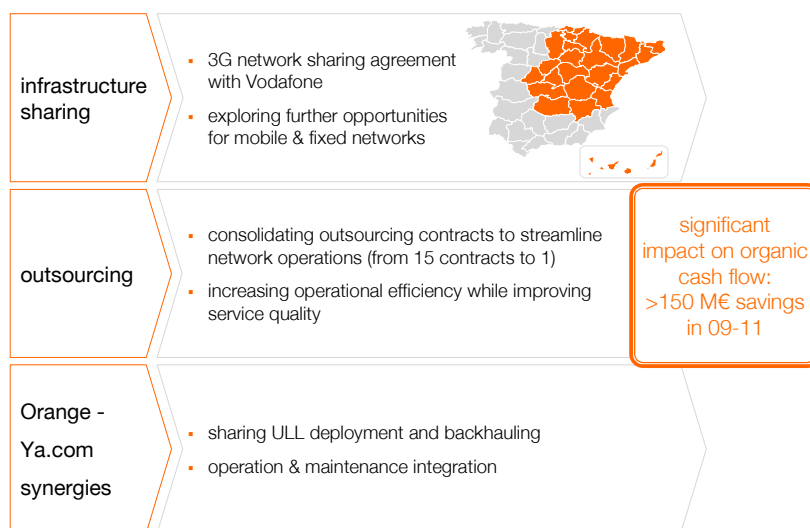 infrastructure
sharing
▪ 3G network sharing agreement
with Vodafone
▪ exploring further opportunities
for mobile & fixed networks
outsourcing
▪ consolidating outsourcing contracts to streamline
network operations (from 15 contracts to 1)
▪ increasing operational efficiency while improving
service quality
significant
impact on organic
cash flow:
>150 M€ savings
in 09-11
Orange -
Ya.com
synergies
▪ sharing ULL deployment and backhauling
▪ operation & maintenance integration